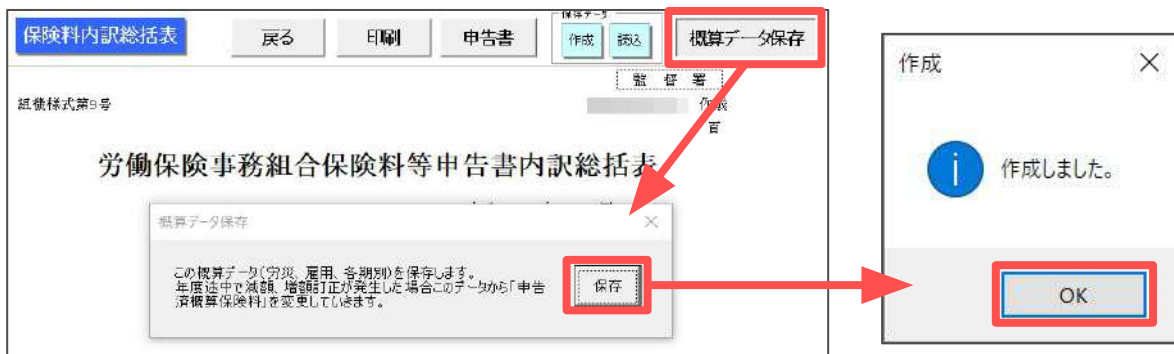 保険料内訳総括表
戻る
印刷
申告書
保存データ
作成
読込
概算データ保存
監督署
組機様式第9号
作成
頁
労働保険事務組合保険料等申告書内訳総括表
概算データ保存
この概算データ(労災、雇用、各期別)を保存します。
年度途中で減額、増額訂正が発生した場合このデータから「申告
済概算保険料」を変更していきます。
保存
作成
作成しました。
OK